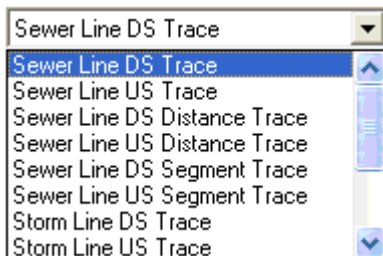 Sewer Line DS Trace
Sewer Line DS Trace
Sewer Line US Trace
Sewer Line DS Distance Trace
Sewer Line US Distance Trace
Sewer Line DS Segment Trace
Sewer Line US Segment Trace
Storm Line DS Trace
Storm Line US Trace